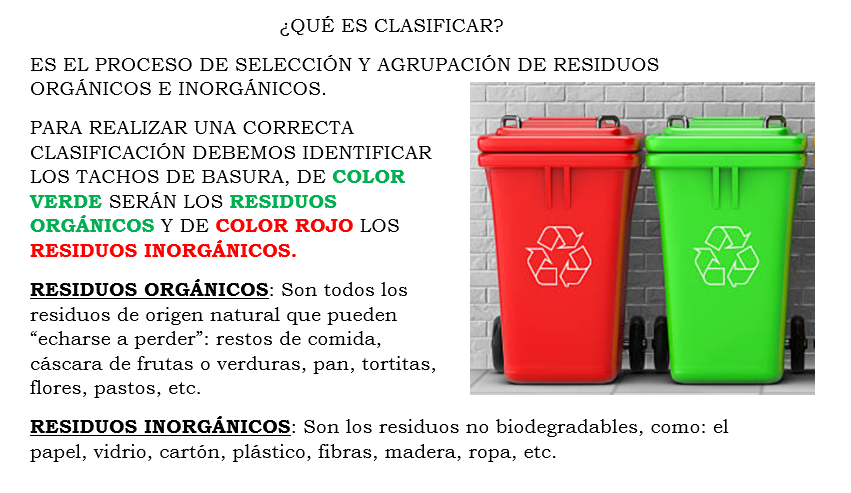 ¿QUÉ ES CLASIFICAR?
ES EL PROCESO DE SELECCIÓN Y AGRUPACIÓN DE RESIDUOS
ORGÁNICOS E INORGÁNICOS.
PARA REALIZAR UNA CORRECTA
CLASIFICACIÓN DEBEMOS IDENTIFICAR
LOS TACHOS DE BASURA, DE COLOR
VERDE SERÁN LOS RESIDUOS
ORGÁNICOS Y DE COLOR ROJO LOS
RESIDUOS INORGÁNICOS.
RESIDUOS ORGÁNICOS: Son todos los
residuos de origen natural que pueden
“echarse a perder”: restos de comida,
cáscara de frutas o verduras, pan, tortitas,
flores, pastos, etc.
RESIDUOS INORGÁNICOS: Son los residuos no biodegradables, como: el
papel, vidrio, cartón, plástico, fibras, madera, ropa, etc.